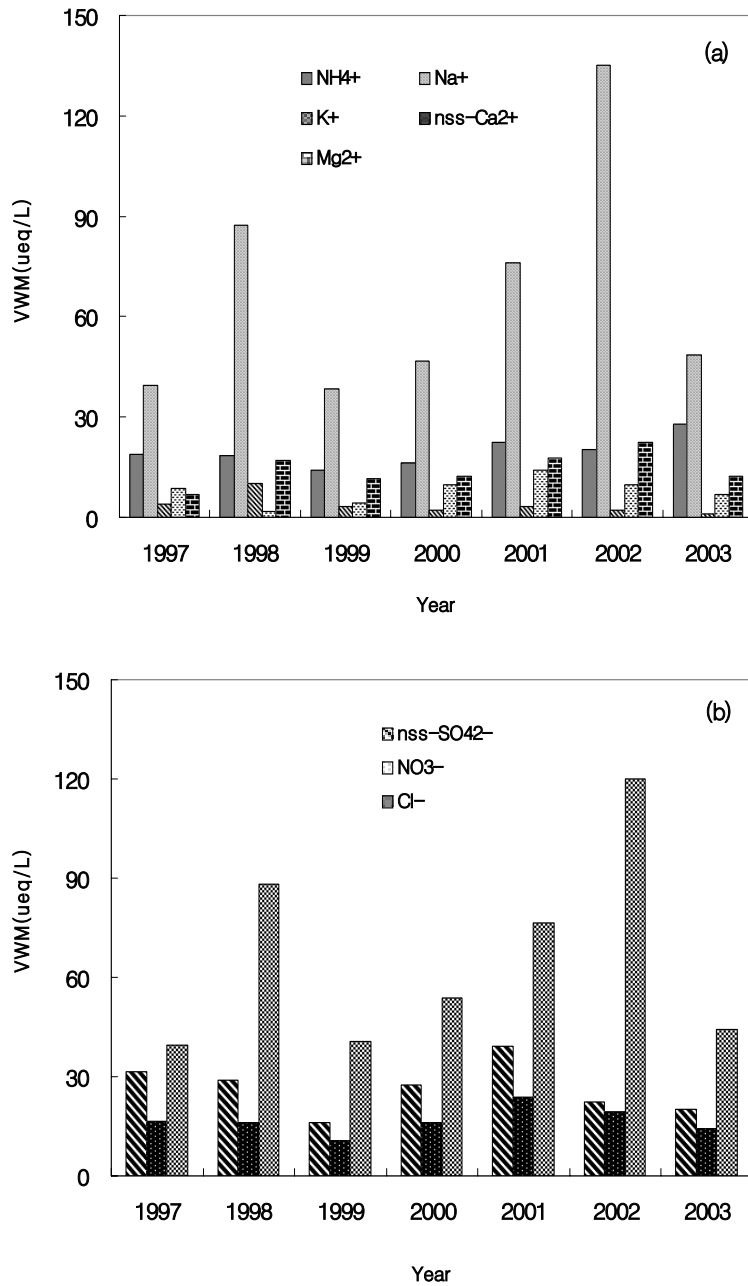 (a)
150
120
90
60
30
0
VWM(ueq/L)
NH4+ Na+
K+ nss-Ca2+
Mg2+
1997 1998 1999 2000 2001 2002 2003
Year
(b)
150
120
90
60
30
0
VWM(ueq/L)
nss-SO42-
NO3-
Cl-
1997 1998 1999 2000 2001 2002 2003
Year